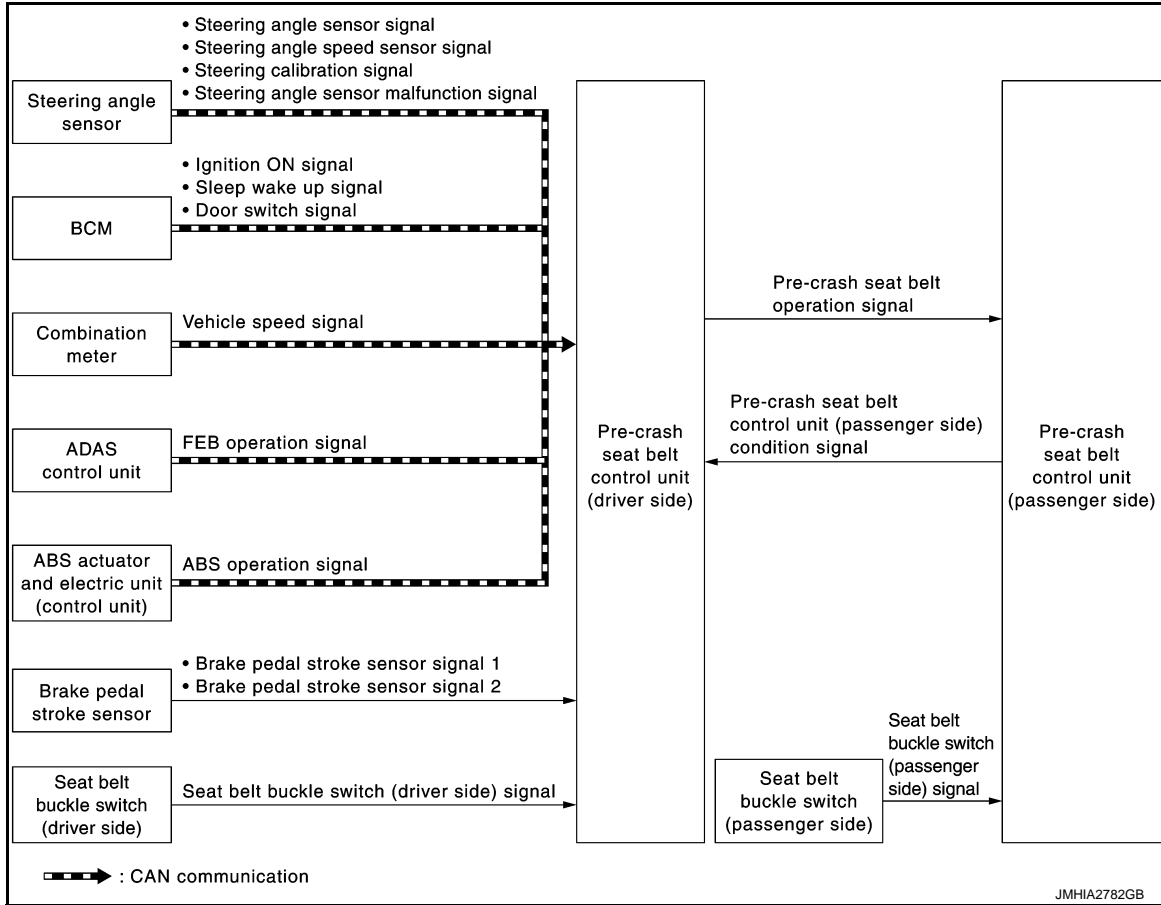 • Steering angle sensor signal
• Steering angle speed sensor signal
• Steering calibration signal
• Steering angle sensor malfunction signal
Steering angle
sensor
• Ignition ON signal
• Sleep wake up signal
• Door switch signal
BCM
Vehicle speed signal
Combination
meter
FEB operation signal
ADAS
control unit
ABS operation signal
ABS actuator
and electric unit
(control unit)
• Brake pedal stroke sensor signal 1
• Brake pedal stroke sensor signal 2
Brake pedal
stroke sensor
Seat belt
buckle switch
(driver side)
Seat belt buckle switch (driver side) signal
Pre-crash
seat belt
control unit
(driver side)
Pre-crash seat belt
operation signal
Pre-crash seat belt
control unit (passenger side)
condition signal
Pre-crash
seat belt
control unit
(passenger side)
Seat belt
buckle switch
(passenger side)
Seat belt
buckle switch
(passenger
side) signal
: CAN communication
JMHIA2782GB